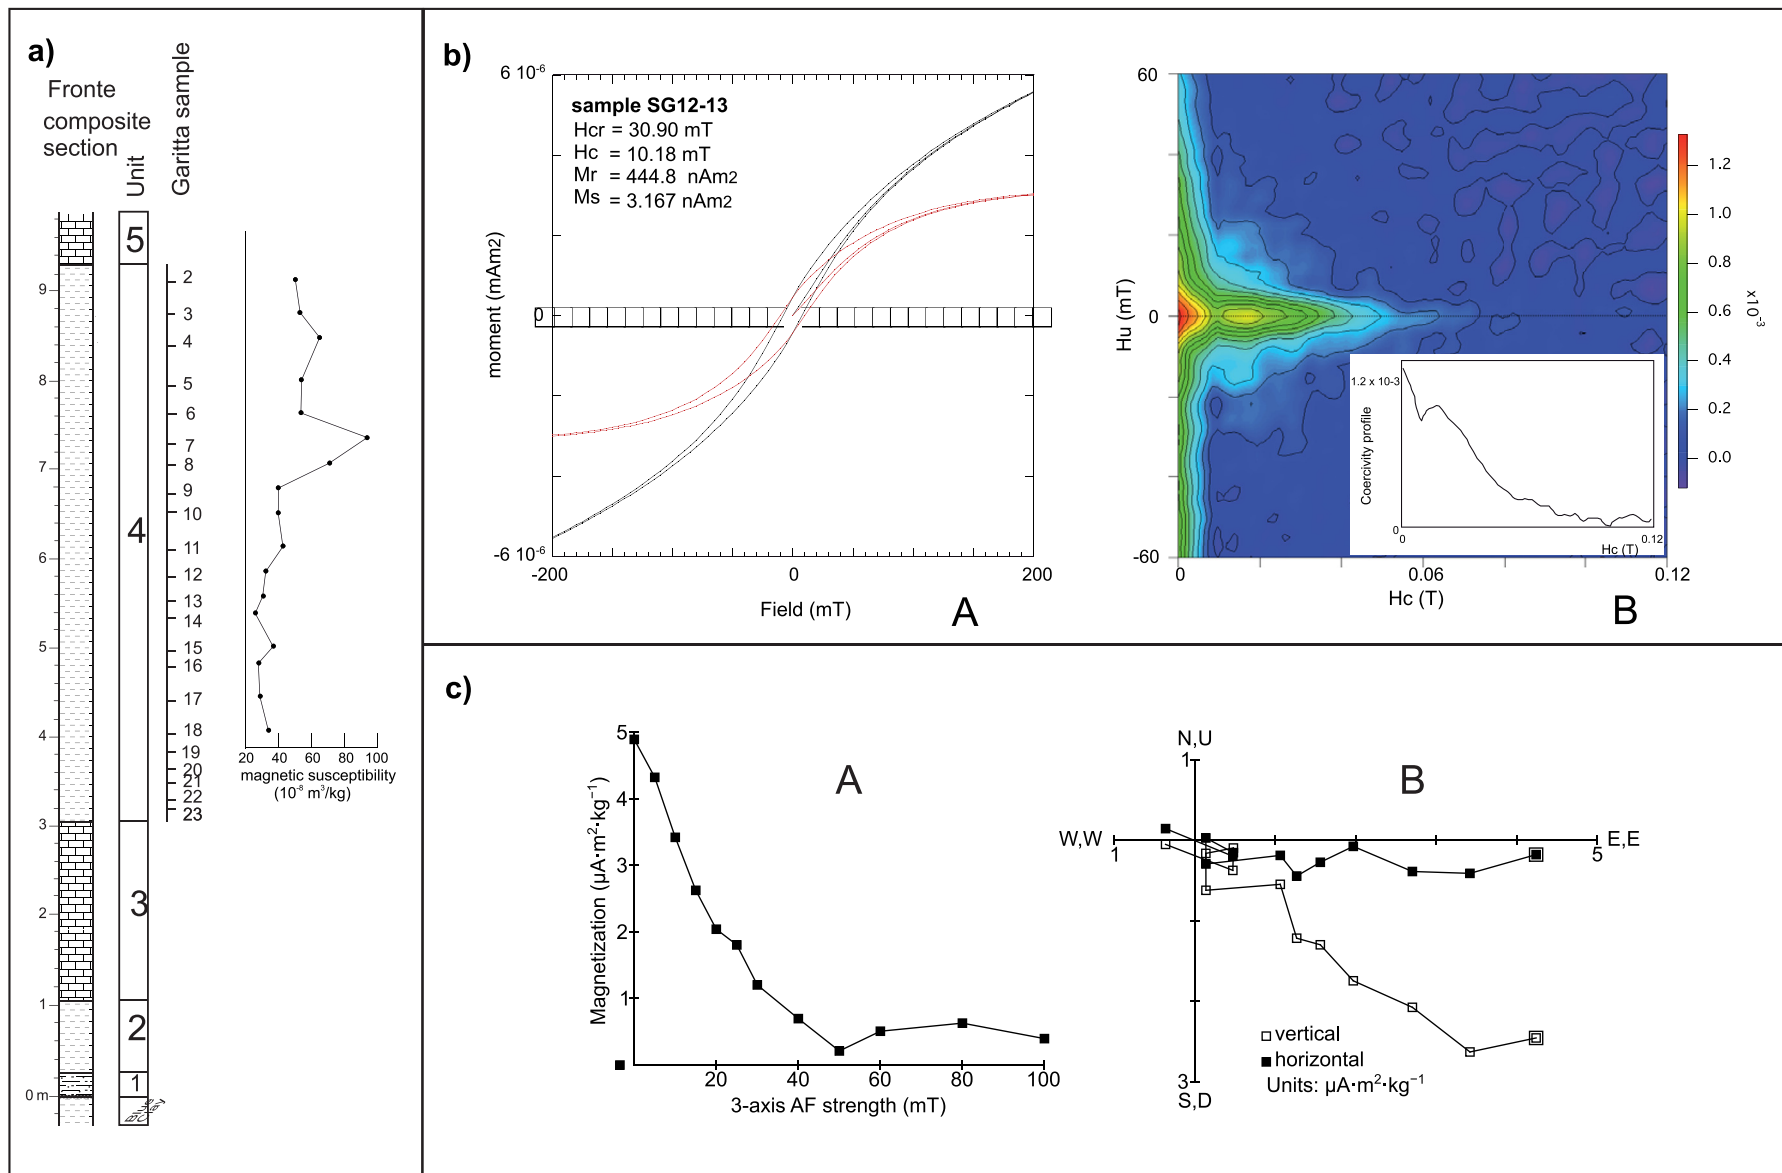 a)
Fronte
composite
section
Unit
Garitta sample
5
4
3
2
1
9
8
7
6
5
4
3
2
1
0 m
2
3
4
5
6
7
8
9
10
11
12
13
14
15
16
17
18
19
20
21
22
23
20 40 60 80 100
magnetic susceptibility
(10⁻⁸ m³/kg)
b)
6 10⁻⁶
sample SG12-13
Hcr = 30.90 mT
Hc = 10.18 mT
Mr = 444.8 nAm2
Ms = 3.167 nAm2
moment (mAm2)
0
-6 10⁻⁶
-200 0 200
Field (mT)
A
60
0
-60
Hu (mT)
0 0.06 0.12
Hc (T)
B
1.2
1.0
0.8
0.6
0.4
0.2
0.0
x10⁻³
1.2 x 10-3
Coercivity profile
0
0 0.12
Hc (T)
c)
5
4
3
2
1
Magnetization (µA·m²·kg⁻¹)
20 40 60 80 100
3-axis AF strength (mT)
A
N,U
1
B
W,W E,E
1 5
vertical
horizontal
Units: µA·m²·kg⁻¹
3
S,D